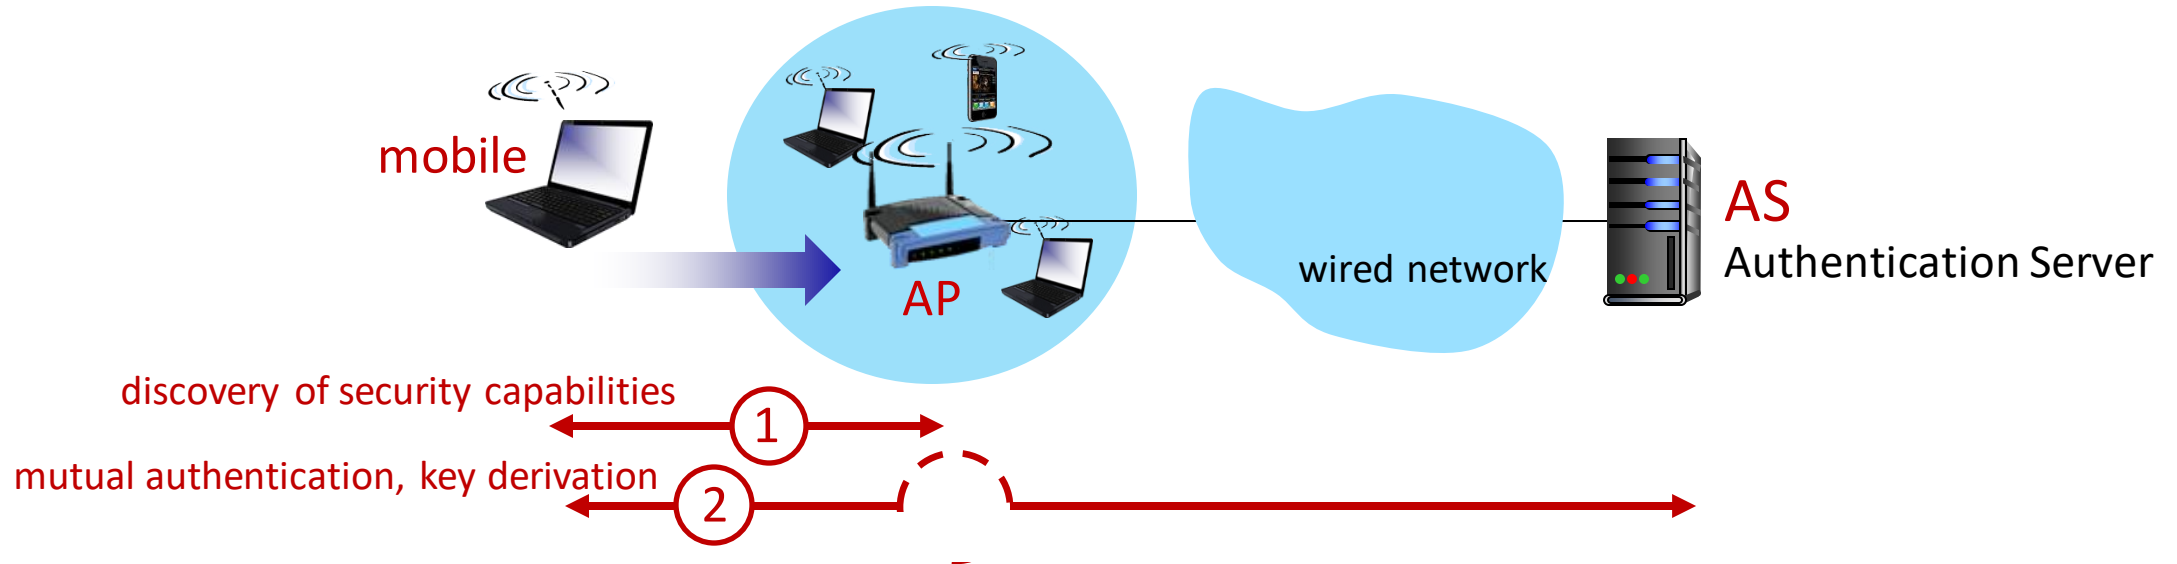 mobile
AP
wired network
AS
Authentication Server
discovery of security capabilities
1
mutual authentication, key derivation
2